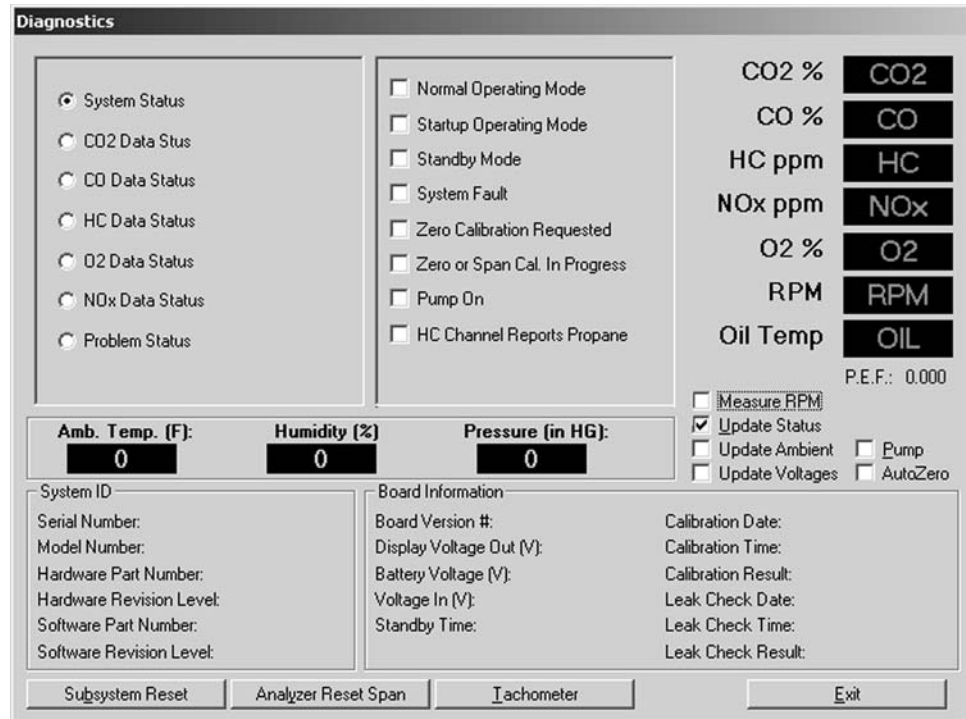 Diagnostics
System Status
CO2 Data Stus
CO Data Status
HC Data Status
O2 Data Status
NOx Data Status
Problem Status
Normal Operating Mode
Startup Operating Mode
Standby Mode
System Fault
Zero Calibration Requested
Zero or Span Cal. In Progress
Pump On
HC Channel Reports Propane
CO2 % CO2
CO % CO
HC ppm HC
NOx ppm NOx
O2 % O2
RPM RPM
Oil Temp OIL
P.E.F.: 0.000
Measure RPM
Update Status
Update Ambient Pump
Update Voltages AutoZero
Amb. Temp. (F): Humidity (%) Pressure (in HG):
0 0 0
System ID
Serial Number:
Model Number:
Hardware Part Number:
Hardware Revision Level:
Software Part Number:
Software Revision Level:
Board Information
Board Version #:
Display Voltage Out (V):
Battery Voltage (V):
Voltage In (V):
Standby Time:
Calibration Date:
Calibration Time:
Calibration Result:
Leak Check Date:
Leak Check Time:
Leak Check Result:
Subsystem Reset Analyzer Reset Span Tachometer Exit